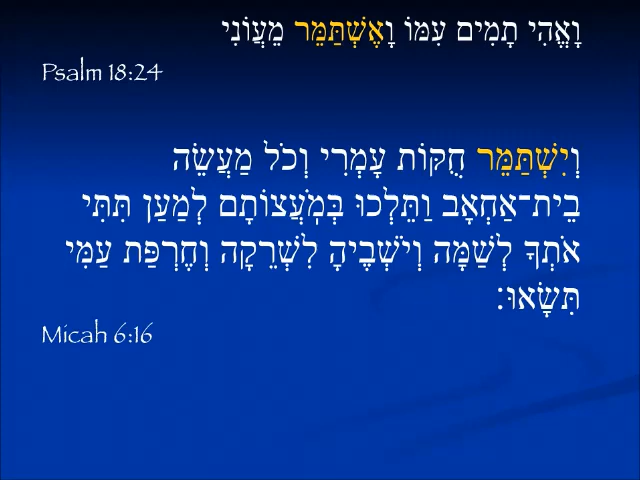 וָאֱהִי תָמִים עִמּוֹ וָאֶשְׁתַּמֵּר מֵעֲוֹנִי
Psalm 18:24
וְיִשְׁתַּמֵּר חֻקּוֹת עָמְרִי וְכֹל מַעֲשֵׂה
בֵית־אַחְאָב וַתֵּלְכוּ בְּמֹעֲצוֹתָם לְמַעַן תִּתִּי
אֹתְךָ לְשַׁמָּה וְיֹשְׁבֶיהָ לִשְׁרֵקָה וְחֶרְפַּת עַמִּי
תִּשָּׂאוּ׃
Micah 6:16